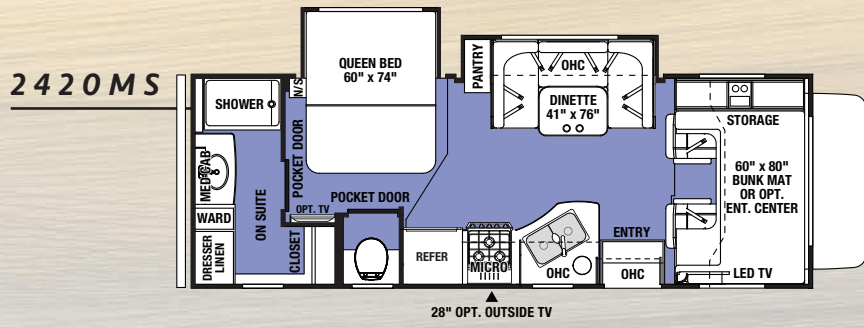 2420MS
QUEEN BED
60" x 74"
N/S
PANTRY
OHC
DINETTE
41" x 76"
SHOWER
MED CAB
WARD
DRESSER
LINEN
ON SUITE
POCKET DOOR
POCKET DOOR
OPT. TV
CLOSET
REFER
MICRO
OHC
ENTRY
OHC
STORAGE
60" x 80"
BUNK MAT
OR OPT.
ENT. CENTER
LED TV
28" OPT. OUTSIDE TV